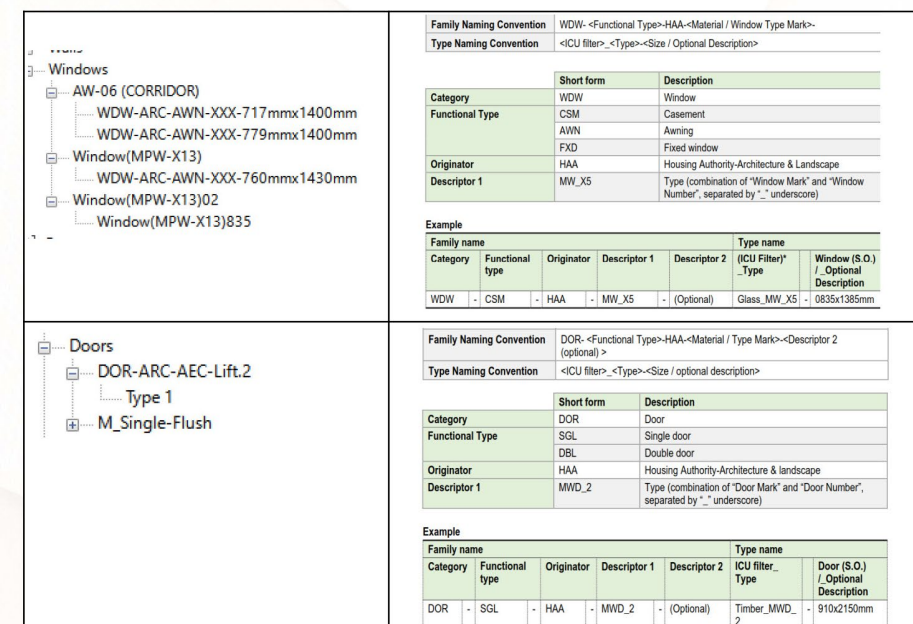 Windows
AW-06 (CORRIDOR)
WDW-ARC-AWN-XXX-717mmx1400mm
WDW-ARC-AWN-XXX-779mmx1400mm
Window(MPW-X13)
WDW-ARC-AWN-XXX-760mmx1430mm
Window(MPW-X13)02
Window(MPW-X13)835
Family Naming Convention WDW- <Functional Type>-HAA-<Material / Window Type Mark>-
Type Naming Convention <ICU filter>_<Type>-<Size / Optional Description>
Short form Description
Category WDW Window
Functional Type CSM Casement
AWN Awning
FXD Fixed window
Originator HAA Housing Authority-Architecture & Landscape
Descriptor 1 MW_X5 Type (combination of "Window Mark" and "Window
Number", separated by "_" underscore)
Example
Family name Type name
Category Functional Originator Descriptor 1 Descriptor 2 (ICU Filter)* Window (S.O.)
type _Type / _Optional
Description
WDW - CSM - HAA - MW_X5 - (Optional) Glass_MW_X5 - 0835x1385mm
Doors
DOR-ARC-AEC-Lift.2
Type 1
M_Single-Flush
Family Naming Convention DOR- <Functional Type>-HAA-<Material / Type Mark>-<Descriptor 2
(optional) >
Type Naming Convention <ICU filter>_<Type>-<Size / optional description>
Short form Description
Category DOR Door
Functional Type SGL Single door
DBL Double door
Originator HAA Housing Authority-Architecture & landscape
Descriptor 1 MWD_2 Type (combination of "Door Mark" and "Door Number",
separated by "_" underscore)
Example
Family name Type name
Category Functional Originator Descriptor 1 Descriptor 2 ICU filter_ Door (S.O.)
type Type /_Optional
Description
DOR - SGL - HAA - MWD_2 - (Optional) Timber_MWD_ - 910x2150mm
2